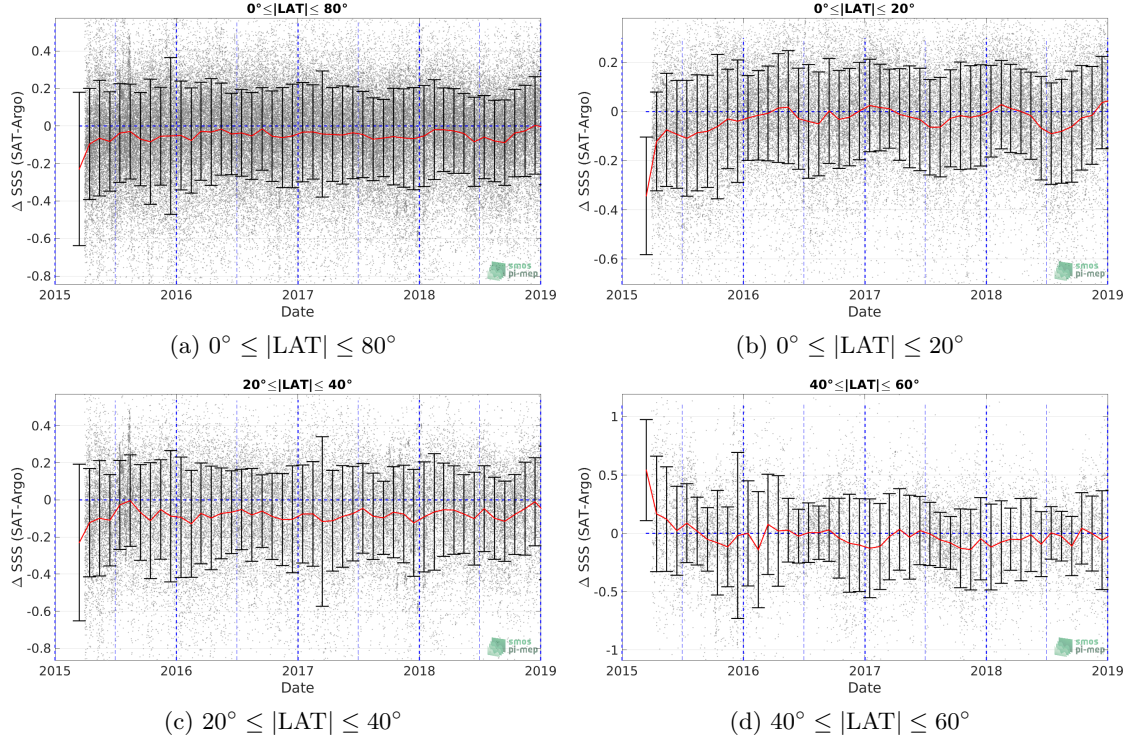 0°≤|LAT|≤ 80°
0.4
0.2
0
-0.2
-0.4
-0.6
-0.8
Δ SSS (SAT-Argo)
2015
2016
2017
2018
2019
Date
smos
pi-mep
(a) 0° ≤ |LAT| ≤ 80°
0°≤|LAT|≤ 20°
0.2
0
-0.2
-0.4
-0.6
Δ SSS (SAT-Argo)
2015
2016
2017
2018
2019
Date
smos
pi-mep
(b) 0° ≤ |LAT| ≤ 20°
20°≤|LAT|≤ 40°
0.4
0.2
0
-0.2
-0.4
-0.6
-0.8
Δ SSS (SAT-Argo)
2015
2016
2017
2018
2019
Date
smos
pi-mep
(c) 20° ≤ |LAT| ≤ 40°
40°≤|LAT|≤ 60°
1
0.5
0
-0.5
-1
Δ SSS (SAT-Argo)
2015
2016
2017
2018
2019
Date
smos
pi-mep
(d) 40° ≤ |LAT| ≤ 60°